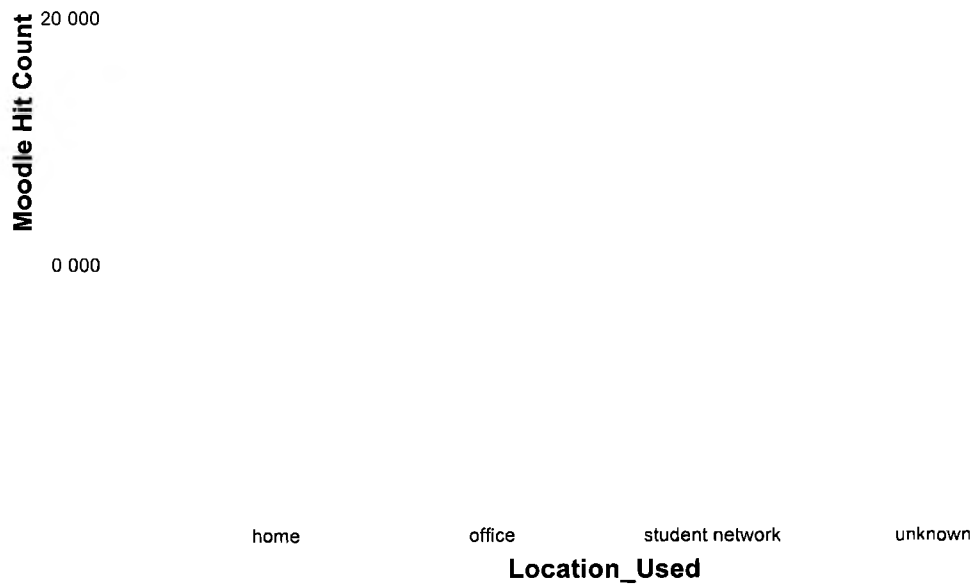 20 000
Moodle Hit Count
0 000
home office student network unknown
Location_Used